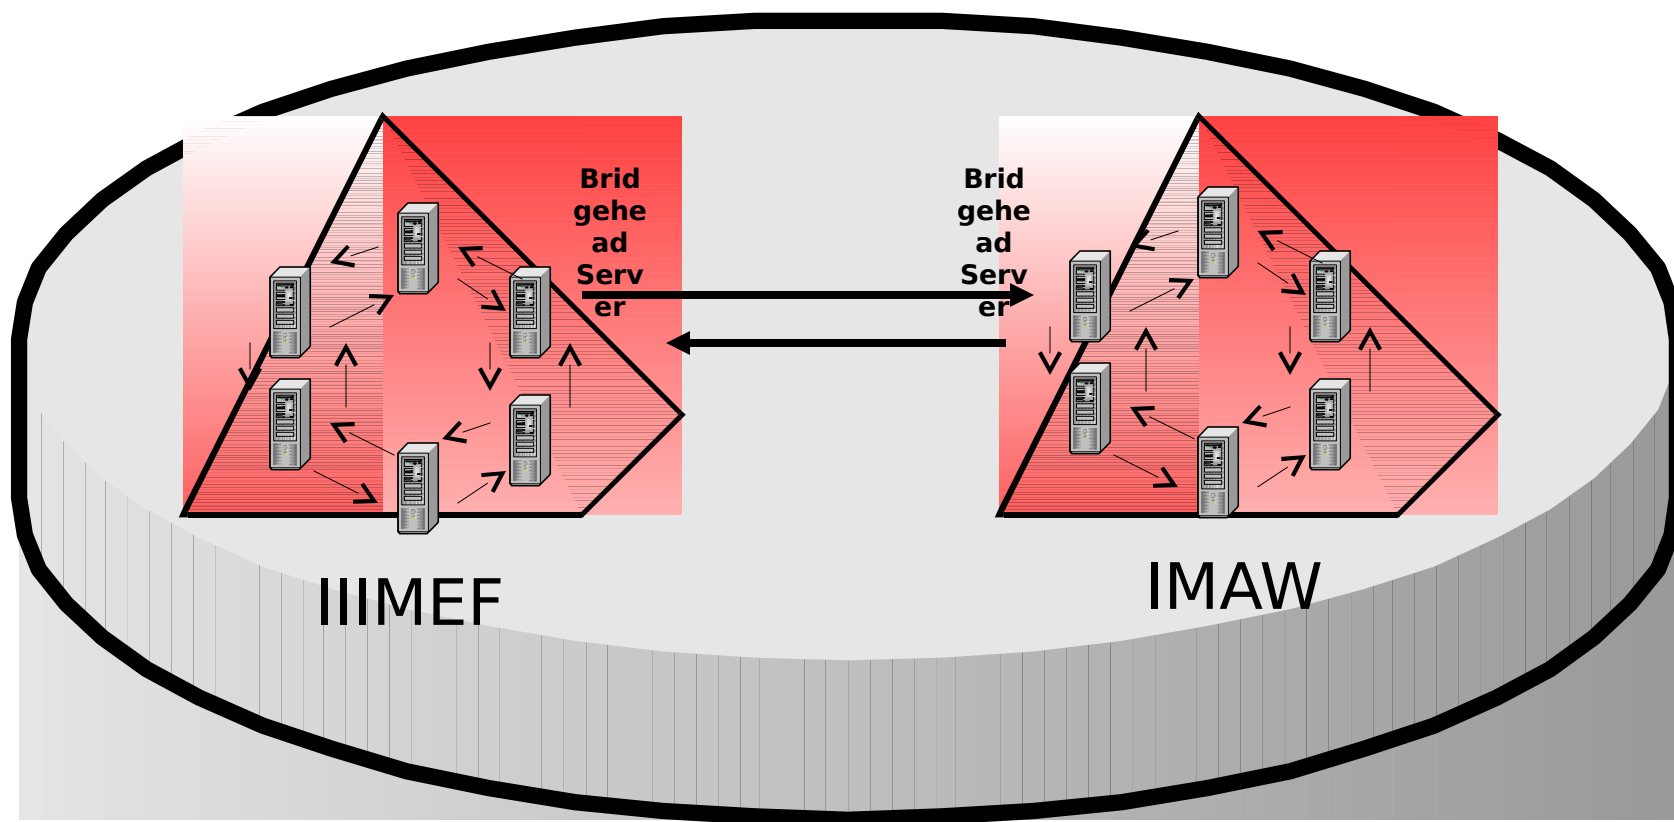 Brid
gehe
ad
Serv
er
Brid
gehe
ad
Serv
er
IIIMEF
IMAW